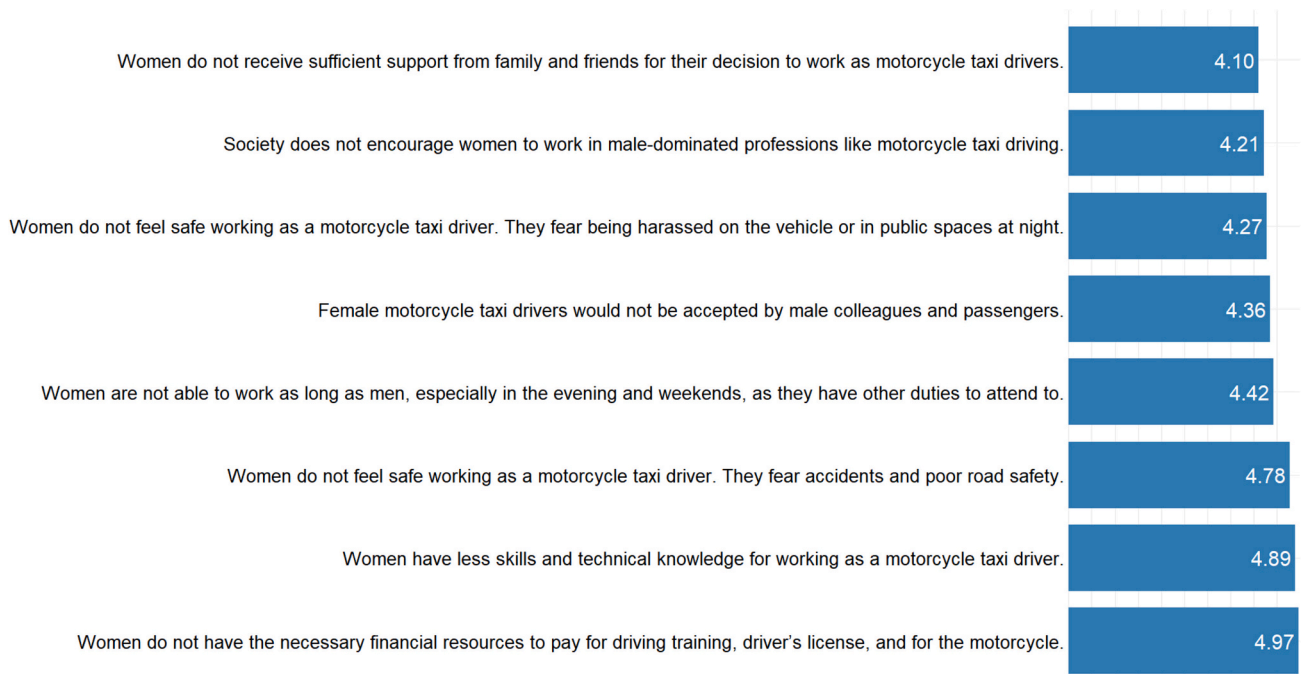 Women do not receive sufficient support from family and friends for their decision to work as motorcycle taxi drivers. 4.10
Society does not encourage women to work in male-dominated professions like motorcycle taxi driving. 4.21
Women do not feel safe working as a motorcycle taxi driver. They fear being harassed on the vehicle or in public spaces at night. 4.27
Female motorcycle taxi drivers would not be accepted by male colleagues and passengers. 4.36
Women are not able to work as long as men, especially in the evening and weekends, as they have other duties to attend to. 4.42
Women do not feel safe working as a motorcycle taxi driver. They fear accidents and poor road safety. 4.78
Women have less skills and technical knowledge for working as a motorcycle taxi driver. 4.89
Women do not have the necessary financial resources to pay for driving training, driver’s license, and for the motorcycle. 4.97